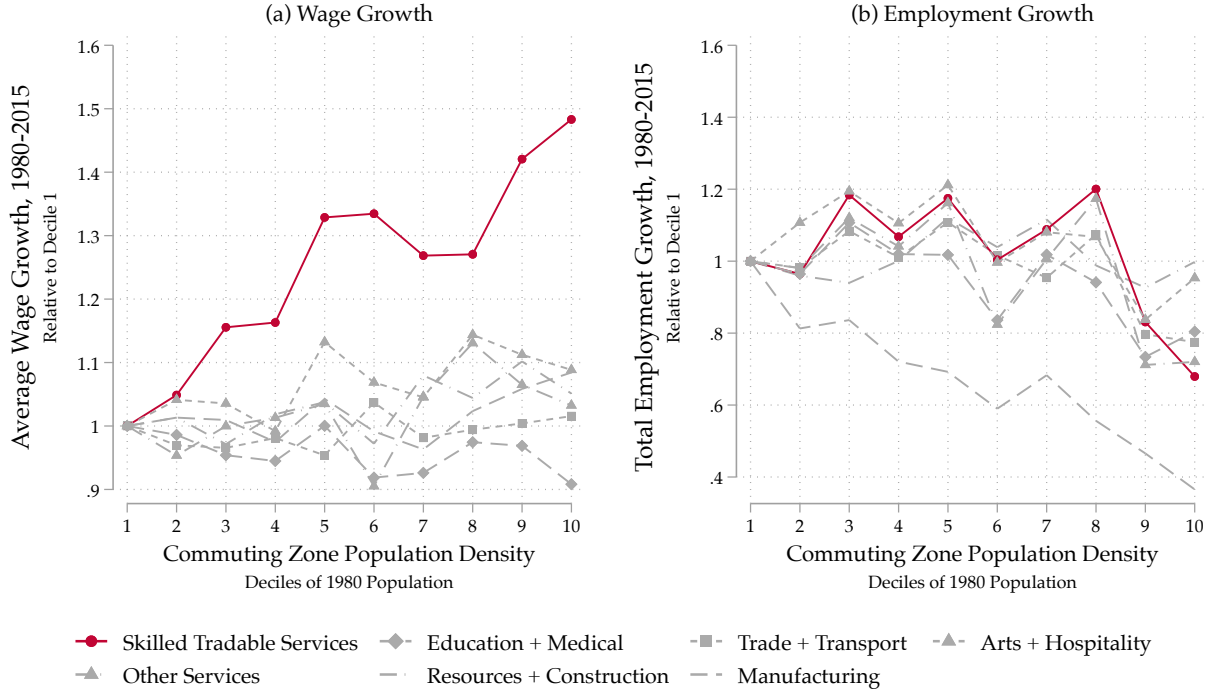 (a) Wage Growth
Average Wage Growth, 1980-2015
Relative to Decile 1
1.6
1.5
1.4
1.3
1.2
1.1
1
.9
1 2 3 4 5 6 7 8 9 10
Commuting Zone Population Density
Deciles of 1980 Population
(b) Employment Growth
Total Employment Growth, 1980-2015
Relative to Decile 1
1.6
1.4
1.2
1
.8
.6
.4
1 2 3 4 5 6 7 8 9 10
Commuting Zone Population Density
Deciles of 1980 Population
Skilled Tradable Services Education + Medical Trade + Transport Arts + Hospitality
Other Services Resources + Construction Manufacturing